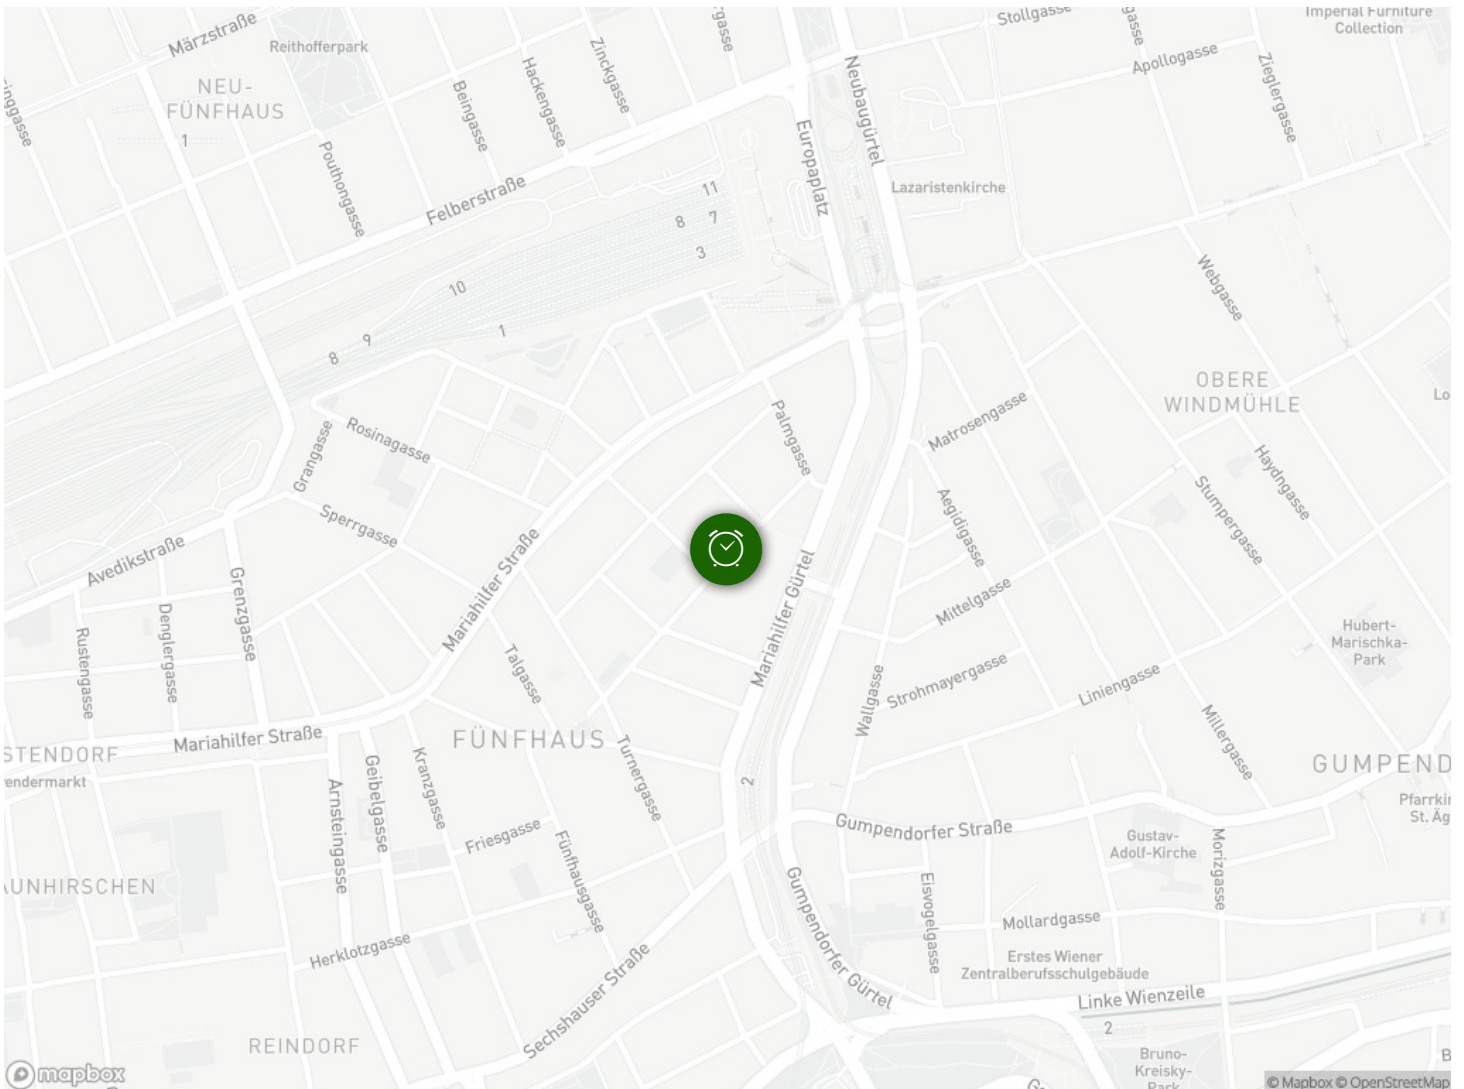 Märzstraße
Reithofferpark
NEU-
FÜNFHAUS
1
Beingasse
Hackengasse
Zinckgasse
Pouthongasse
Felberstraße
Stollgasse
Imperial Furniture
Collection
Apollogasse
Zieglergasse
Neubaugürtel
Europaplatz
Lazaristenkirche
11
8
7
3
10
9
8
1
Webgasse
OBERE
WINDMÜHLE
Matrosengasse
Palmgasse
Rosinagasse
Grangasse
Sperrgasse
Haydngasse
Stumpergasse
Aegidigasse
Avedikstraße
Grenzgasse
Denglergasse
Rustengasse
Mariahilfer Straße
Mariahilfer Gürtel
Mittelgasse
Hubert-
Marischka-
Park
Talgasse
Wallgasse
Strohmayergasse
Liniengasse
Millergasse
Mariahilfer Straße
FÜNFHAUS
STENDORF
endermarkt
Turnergasse
Kranzgasse
Geibelgasse
Arnsteingasse
2
GUMPEND
Pfarrkir
St. Äg
Gumpendorfer Straße
Gustav-
Adolf-Kirche
Morizgasse
Friesgasse
Fünfhausgasse
AUNHIRSCHEN
Gumpendorfer Gürtel
Eisvogelgasse
Mollardgasse
Herklotzgasse
Erstes Wiener
Zentralberufsschulgebäude
Sechshauser Straße
Linke Wienzeile
2
REINDORF
Bruno-
Kreisky-
Park
mapbox
© Mapbox © OpenStreetMap